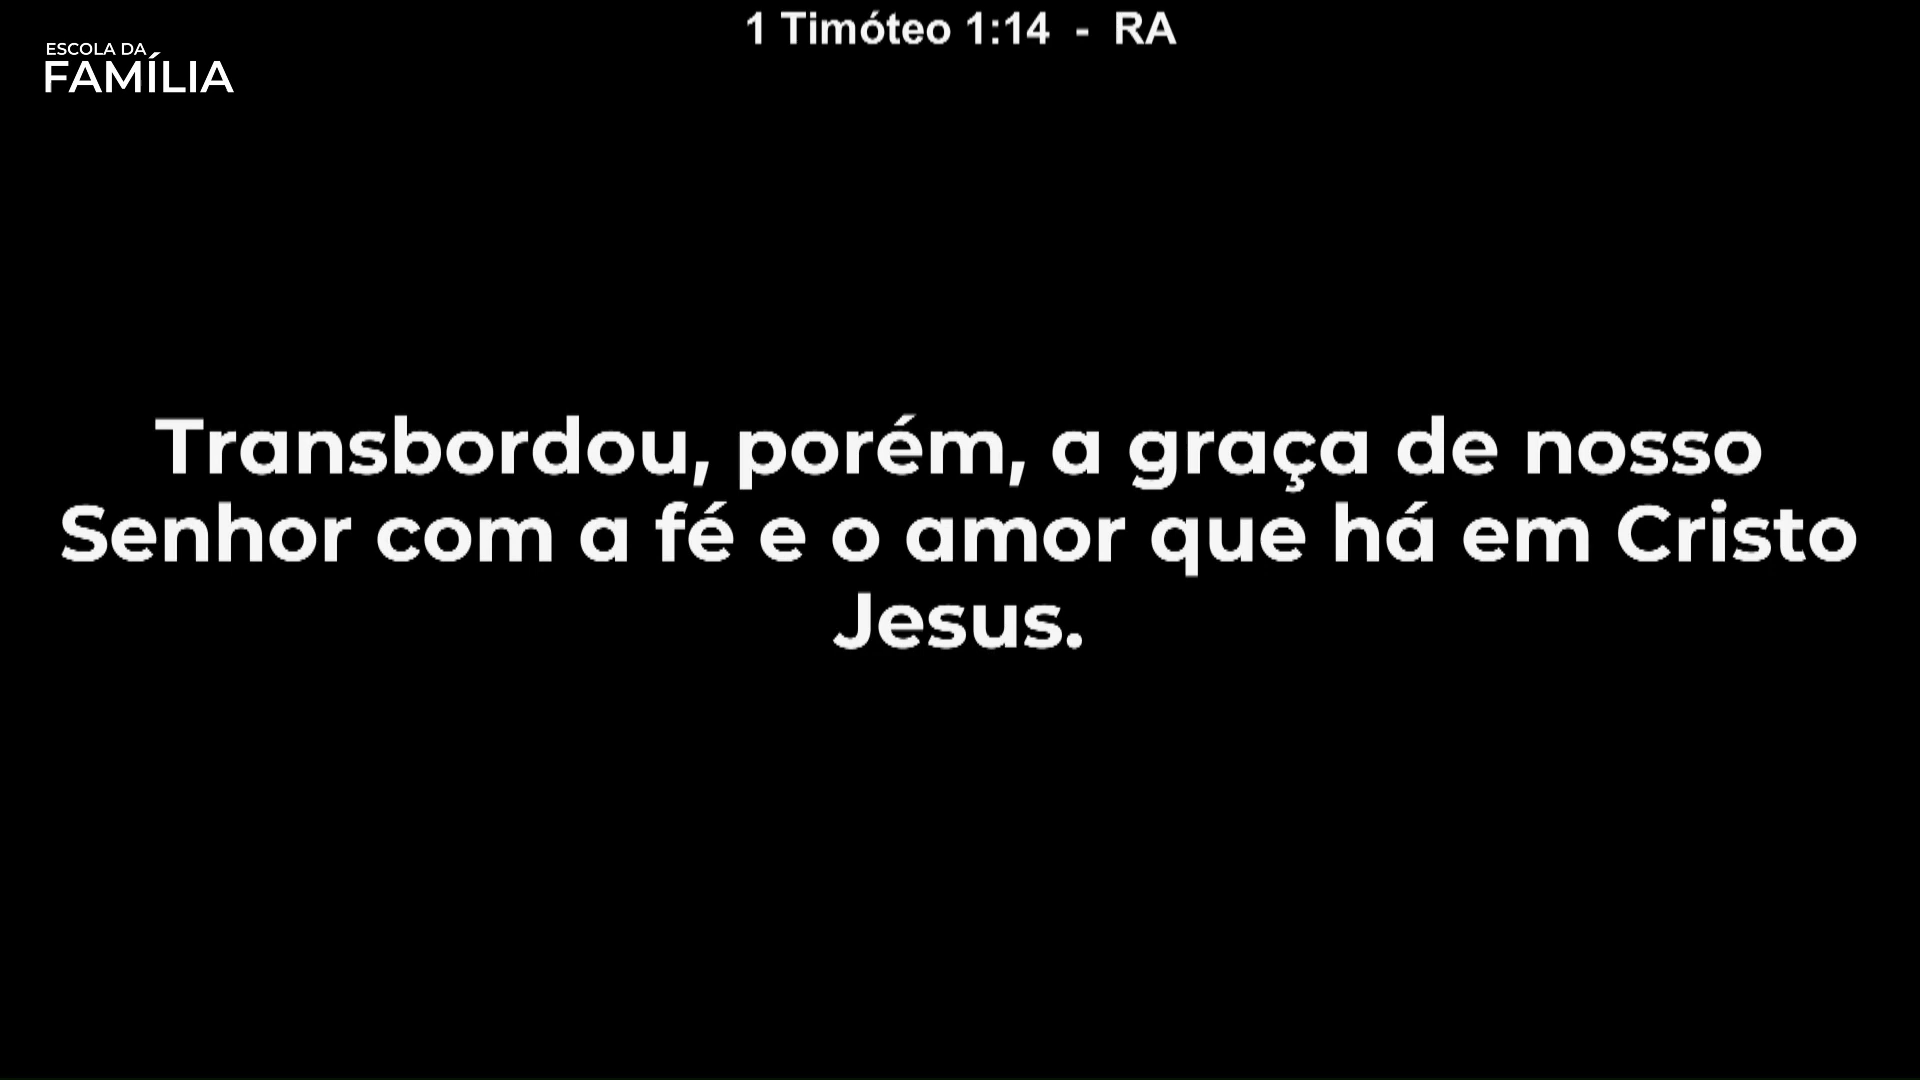 1 Timóteo 1:14 - RA
ESCOLA DA
FAMÍLIA
Transbordou, porém, a graça de nosso
Senhor com a fé e o amor que há em Cristo
Jesus.